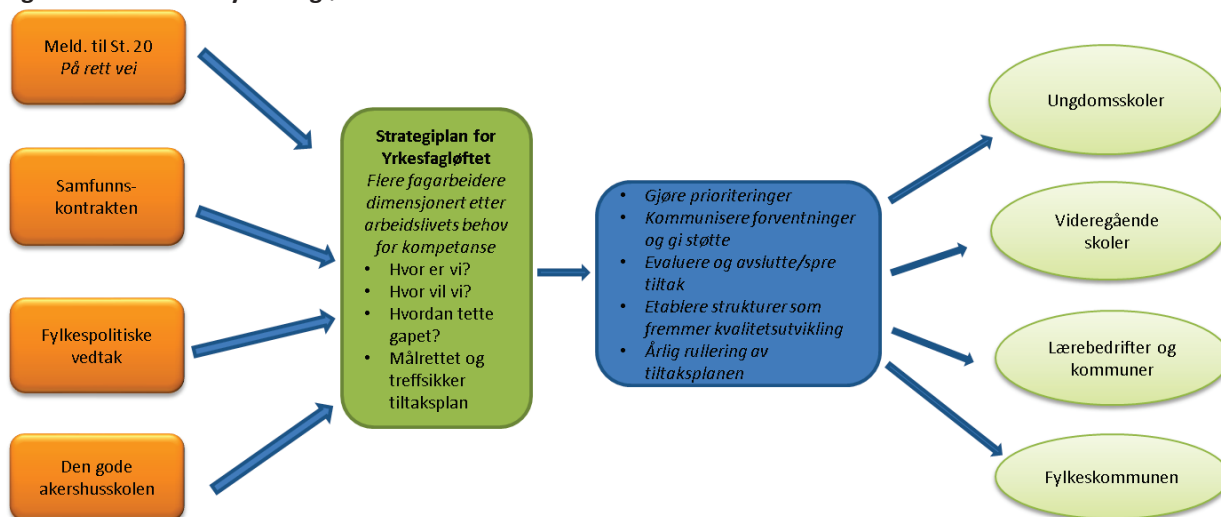 Meld. til St. 20
På rett vei
Samfunns-
kontrakten
Fylkespolitiske
vedtak
Den gode
akershusskolen
Strategiplan for
Yrkesfagløftet
Flere fagarbeidere
dimensjonert etter
arbeidslivets behov
for kompetanse
• Hvor er vi?
• Hvor vil vi?
• Hvordan tette
gapet?
• Målrettet og
treffsikker
tiltaksplan
• Gjøre prioriteringer
• Kommunisere forventninger
og gi støtte
• Evaluere og avslutte/spre
tiltak
• Etablere strukturer som
fremmer kvalitetsutvikling
• Årlig rullering av
tiltaksplanen
Ungdomsskoler
Videregående
skoler
Lærebedrifter og
kommuner
Fylkeskommunen